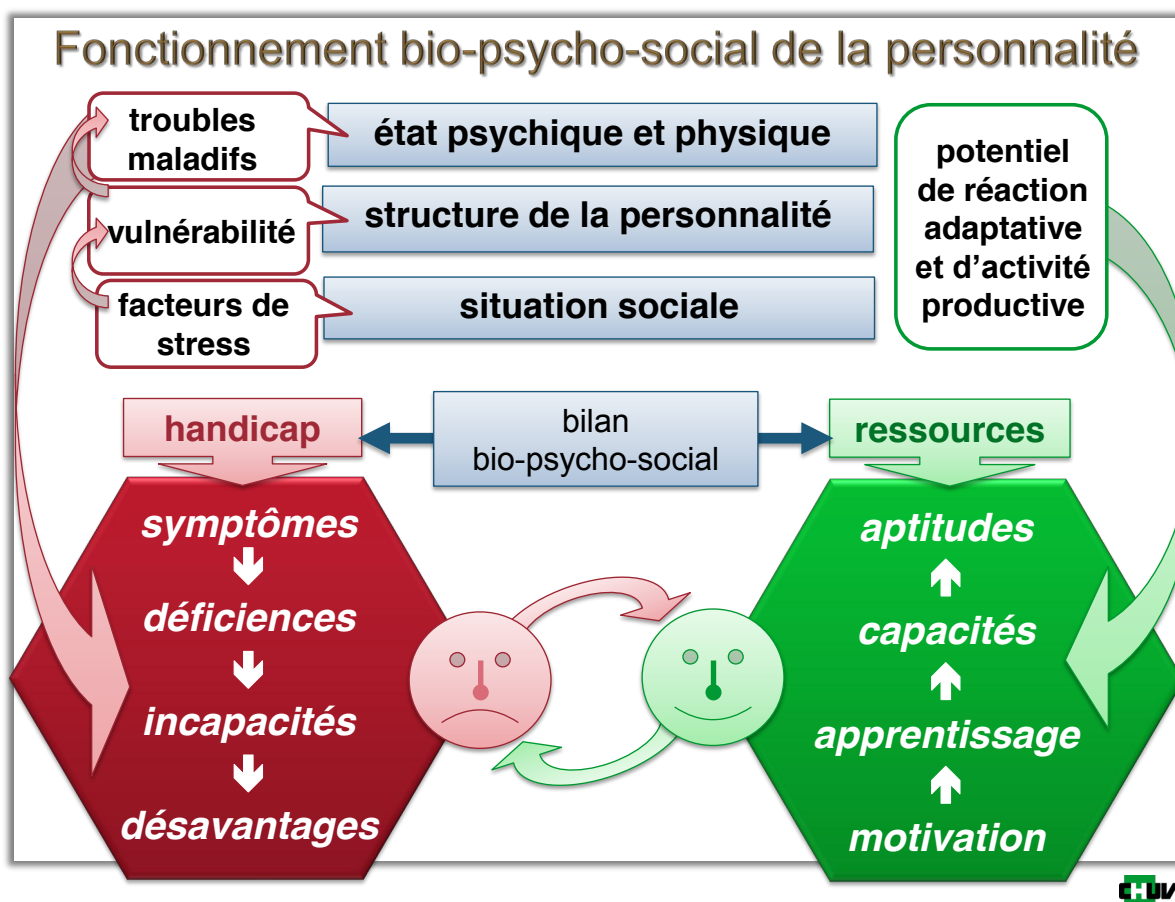 Fonctionnement bio-psycho-social de la personnalité
troubles
maladifs
état psychique et physique
vulnérabilité
structure de la personnalité
facteurs de
stress
situation sociale
potentiel
de réaction
adaptative
et d’activité
productive
handicap
bilan
bio-psycho-social
ressources
symptômes
déficiences
incapacités
désavantages
aptitudes
capacités
apprentissage
motivation
CHUV